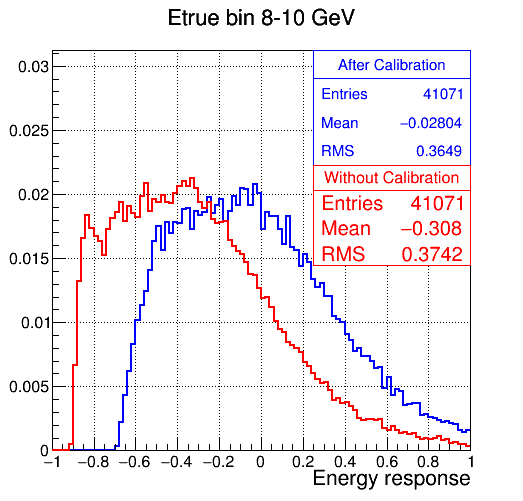 Etrue bin 8-10 GeV
After Calibration
Entries 41071
Mean −0.02804
RMS 0.3649
Without Calibration
Entries 41071
Mean −0.308
RMS 0.3742
0.03
0.025
0.02
0.015
0.01
0.005
0
−1 −0.8 −0.6 −0.4 −0.2 0 0.2 0.4 0.6 0.8 1
Energy response